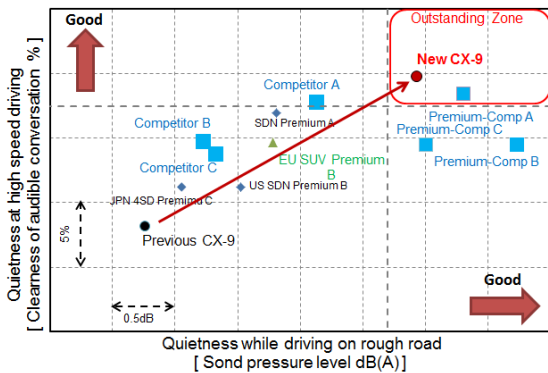 Good
Outstanding Zone
New CX-9
Competitor A
SDN Premium A
Premium-Comp A
Premium-Comp C
Competitor B
Premium-Comp B
EU SUV Premium
B
Competitor C
US SDN Premium B
JPN 4SD Premimu C
Previous CX-9
5%
0.5dB
Good
Quietness at high speed driving
[ Clearness of audible conversation  % ]
Quietness while driving on rough road
[ Sond pressure level dB(A) ]